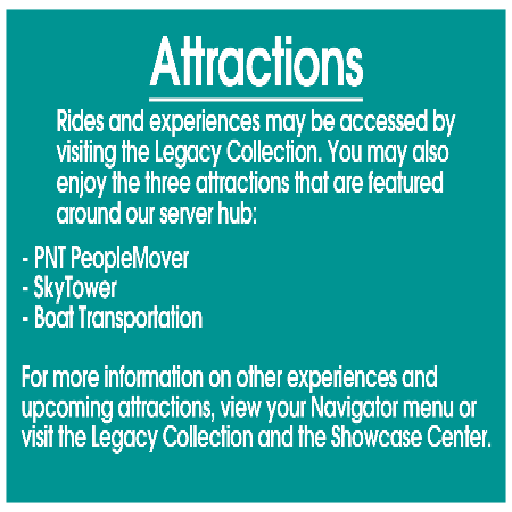 Attractions
Rides and experiences may be accessed by
visiting the Legacy Collection. You may also
enjoy the three attractions that are featured
around our server hub:
- PNT PeopleMover
- SkyTower
- Boat Transportation
For more information on other experiences and
upcoming attractions, view your Navigator menu or
visit the Legacy Collection and the Showcase Center.